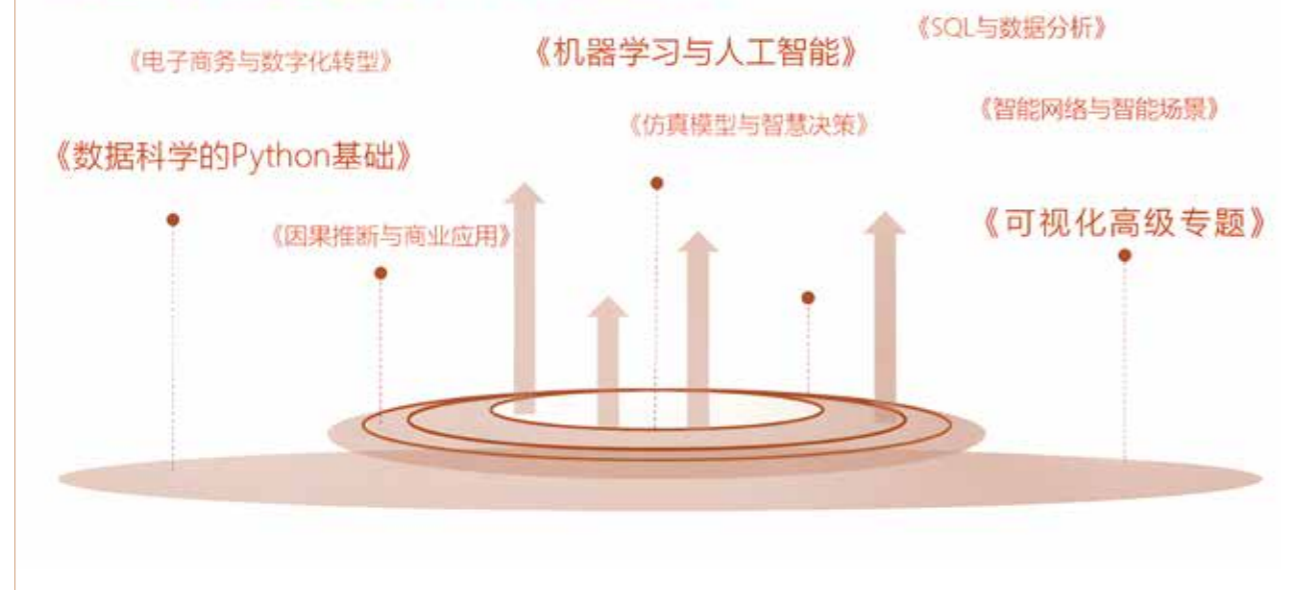 《SQL与数据分析》
《机器学习与人工智能》
《电子商务与数字化转型》
《智能网络与智能场景》
《仿真模型与智慧决策》
《数据科学的Python基础》
《可视化高级专题》
《因果推断与商业应用》